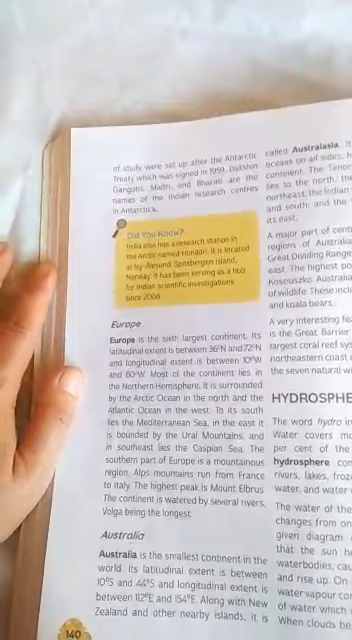 of study were set up after the Antarctic
Treaty which was signed in 1959. Dakshin
Gangotri, Maitri, and Bharati are the
names of the Indian research centres
in Antarctica.
Did You Know?
India also has a research station in
the Arctic named Himadri. It is located
at Ny-Alesund, Spitsbergen Island,
Norway. It has been serving as a hub
for Indian scientific investigations
since 2008.
Europe
Europe is the sixth largest continent. Its
latitudinal extent is between 36°N and 72°N
and longitudinal extent is between 10°W
and 60°W. Most of the continent lies in
the Northern Hemisphere. It is surrounded
by the Arctic Ocean in the north and the
Atlantic Ocean in the west. To its south
lies the Mediterranean Sea, in the east it
is bounded by the Ural Mountains, and
in southeast lies the Caspian Sea. The
southern part of Europe is a mountainous
region. Alps mountains run from France
to Italy. The highest peak is Mount Elbrus.
The continent is watered by several rivers,
Volga being the longest.
Australia
Australia is the smallest continent in the
world. Its latitudinal extent is between
10°S and 44°S and longitudinal extent is
between 112°E and 154°E. Along with New
Zealand and other nearby islands, it is
140
called Australasia. It
oceans on all sides,
continent. The Timor
lies to the north, the
northeast, the Indian
and south; and the
its east.
A major part of cent
regions of Australia
Great Dividing Range
east. The highest po
Kosouszko. Australia
of wildlife. These incl
and koala bears.
A very interesting fe
is the Great Barrier
largest coral reef sy
northeastern coast
the seven natural w
HYDROSPHE
The word hydro in
Water covers mo
per cent of the
hydrosphere con
rivers, lakes, froz
water, and water
The water of the
changes from on
given diagram
that the sun he
waterbodies, cau
and rise up. On
water vapour con
of water which
When clouds be